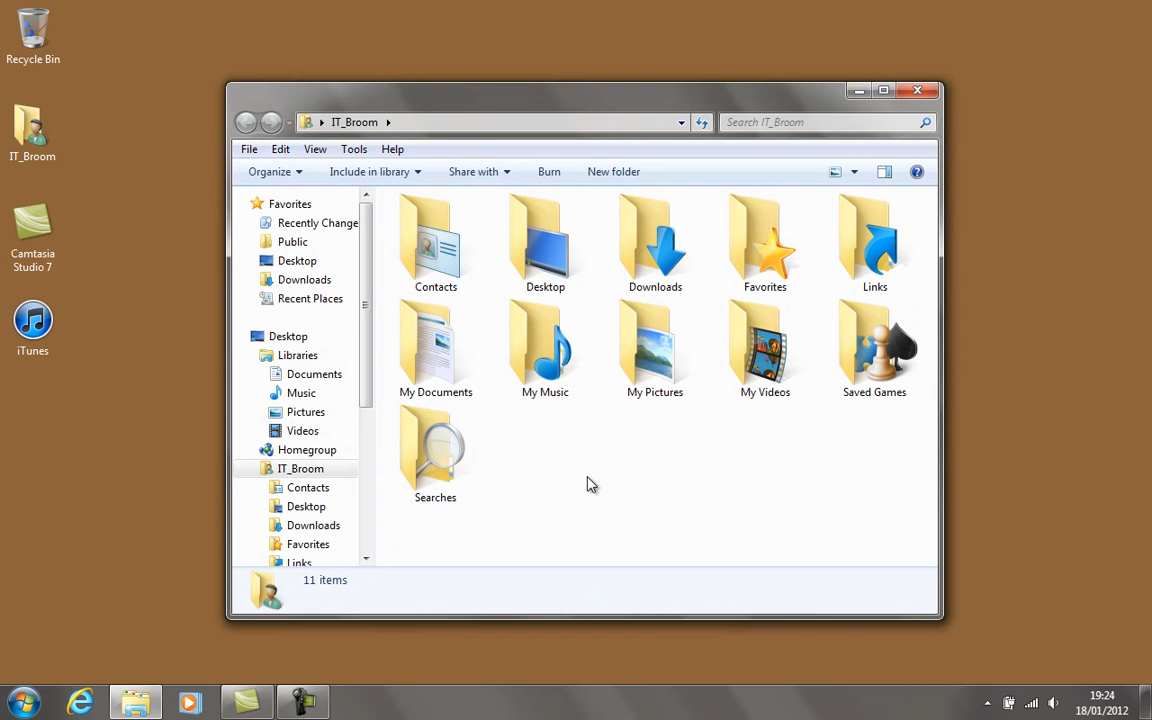 Recycle Bin
IT_Broom
Camtasia
Studio 7
iTunes
IT_Broom
Search IT_Broom
File Edit View Tools Help
Organize Include in library Share with Burn New folder
Favorites
Recently Change
Public
Desktop
Downloads
Recent Places
Desktop
Libraries
Documents
Music
Pictures
Videos
Homegroup
IT_Broom
Contacts
Desktop
Downloads
Favorites
Links
Contacts Desktop Downloads Favorites Links
My Documents My Music My Pictures My Videos Saved Games
Searches
11 items
19:24
18/01/2012